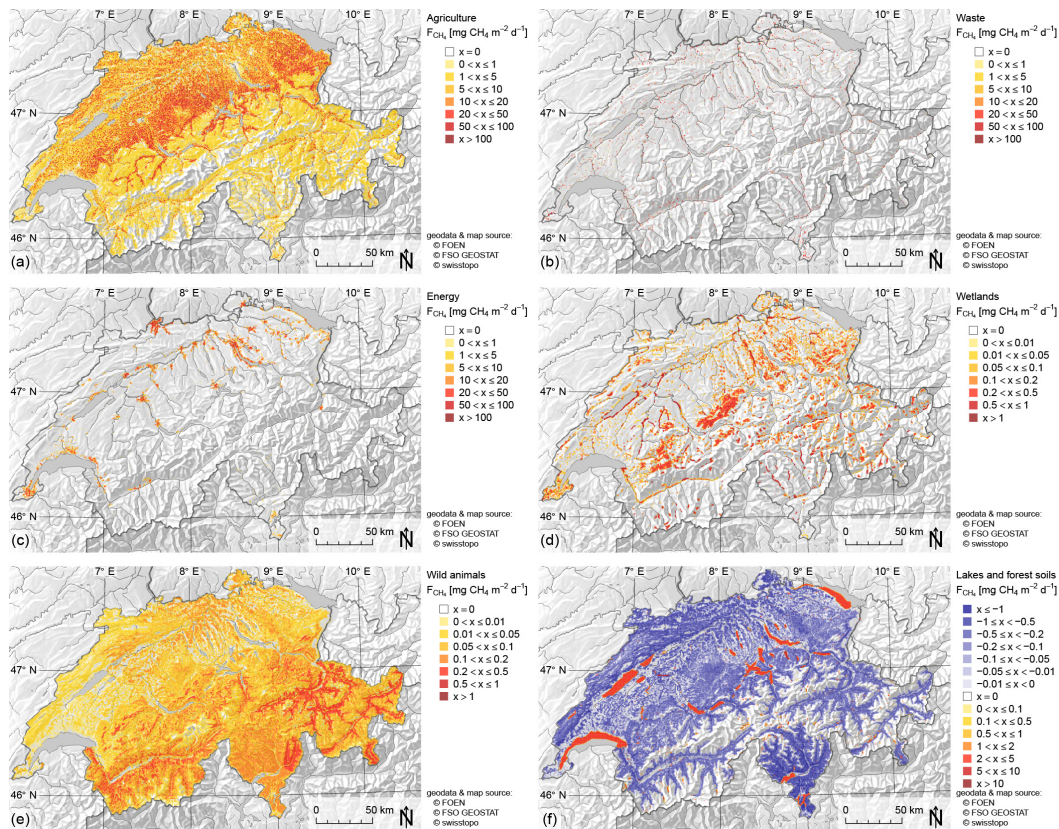 7° E 8° E 9° E 10° E
47° N
46° N
Agriculture
F_CH₄ [mg CH₄ m⁻² d⁻¹]
x = 0
0 < x ≤ 1
1 < x ≤ 5
5 < x ≤ 10
10 < x ≤ 20
20 < x ≤ 50
50 < x ≤ 100
x > 100
geodata & map source:
© FOEN
© FSO GEOSTAT
© swisstopo
0 50 km
N
(a)
7° E 8° E 9° E 10° E
47° N
46° N
Waste
F_CH₄ [mg CH₄ m⁻² d⁻¹]
x = 0
0 < x ≤ 1
1 < x ≤ 5
5 < x ≤ 10
10 < x ≤ 20
20 < x ≤ 50
50 < x ≤ 100
x > 100
geodata & map source:
© FOEN
© FSO GEOSTAT
© swisstopo
0 50 km
N
(b)
7° E 8° E 9° E 10° E
47° N
46° N
Energy
F_CH₄ [mg CH₄ m⁻² d⁻¹]
x = 0
0 < x ≤ 1
1 < x ≤ 5
5 < x ≤ 10
10 < x ≤ 20
20 < x ≤ 50
50 < x ≤ 100
x > 100
geodata & map source:
© FOEN
© FSO GEOSTAT
© swisstopo
0 50 km
N
(c)
7° E 8° E 9° E 10° E
47° N
46° N
Wetlands
F_CH₄ [mg CH₄ m⁻² d⁻¹]
x = 0
0 < x ≤ 0.01
0.01 < x ≤ 0.05
0.05 < x ≤ 0.1
0.1 < x ≤ 0.2
0.2 < x ≤ 0.5
0.5 < x ≤ 1
x > 1
geodata & map source:
© FOEN
© FSO GEOSTAT
© swisstopo
0 50 km
N
(d)
7° E 8° E 9° E 10° E
47° N
46° N
Wild animals
F_CH₄ [mg CH₄ m⁻² d⁻¹]
x = 0
0 < x ≤ 0.01
0.01 < x ≤ 0.05
0.05 < x ≤ 0.1
0.1 < x ≤ 0.2
0.2 < x ≤ 0.5
0.5 < x ≤ 1
x > 1
geodata & map source:
© FOEN
© FSO GEOSTAT
© swisstopo
0 50 km
N
(e)
7° E 8° E 9° E 10° E
47° N
46° N
Lakes and forest soils
F_CH₄ [mg CH₄ m⁻² d⁻¹]
x ≤ −1
−1 ≤ x < −0.5
−0.5 ≤ x < −0.2
−0.2 ≤ x < −0.1
−0.1 ≤ x < −0.05
−0.05 ≤ x < −0.01
−0.01 ≤ x < 0
x = 0
0 < x ≤ 0.1
0.1 < x ≤ 0.5
0.5 < x ≤ 1
1 < x ≤ 2
2 < x ≤ 5
5 < x ≤ 10
x > 10
geodata & map source:
© FOEN
© FSO GEOSTAT
© swisstopo
0 50 km
N
(f)